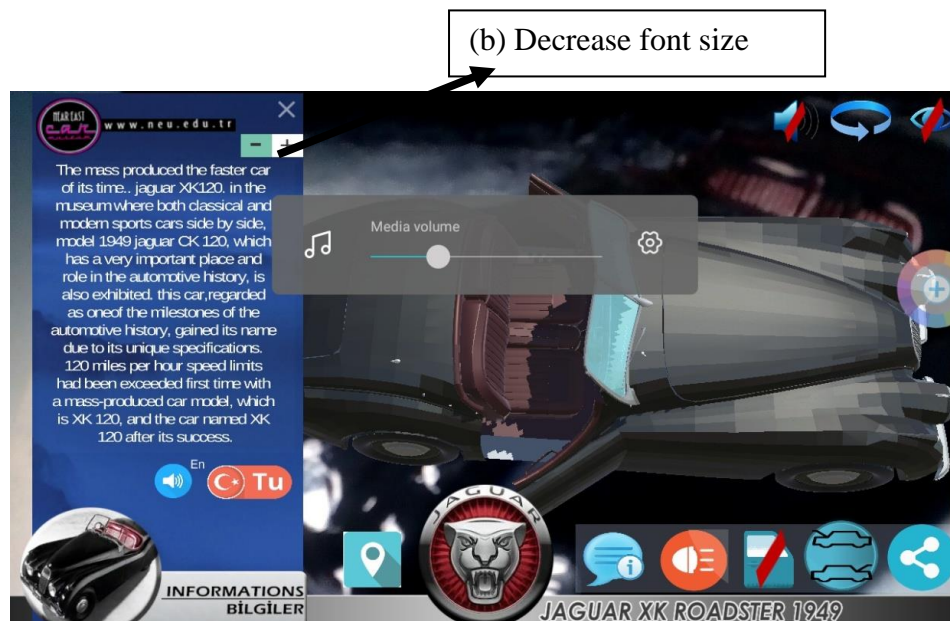 (b) Decrease font size
NEAR EAST
car
MUSEUM
www.neu.edu.tr
- +
The mass produced the faster car
of its time.. jaguar XK120. in the
museum where both classical and
modern sports cars side by side,
model 1949 jaguar CK 120, which
has a very important place and
role in the automotive history, is
also exhibited. this car,regarded
as oneof the milestones of the
automotive history, gained its name
due to its unique specifications.
120 miles per hour speed limits
had been exceeded first time with
a mass-produced car model, which
is XK 120, and the car named XK
120 after its success.
Media volume
En
Tu
JAGUAR
INFORMATIONS
BİLGİLER
JAGUAR XK ROADSTER 1949